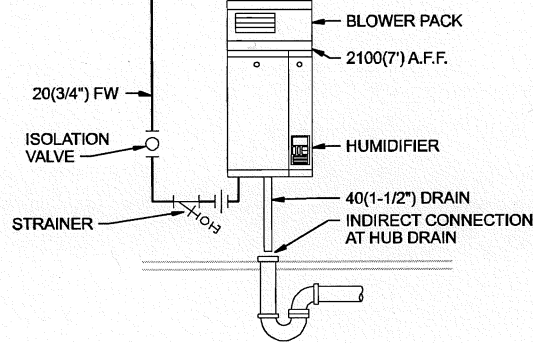 BLOWER PACK
2100(7') A.F.F.
20(3/4") FW
ISOLATION
VALVE
HUMIDIFIER
40(1-1/2") DRAIN
STRAINER
INDIRECT CONNECTION
AT HUB DRAIN